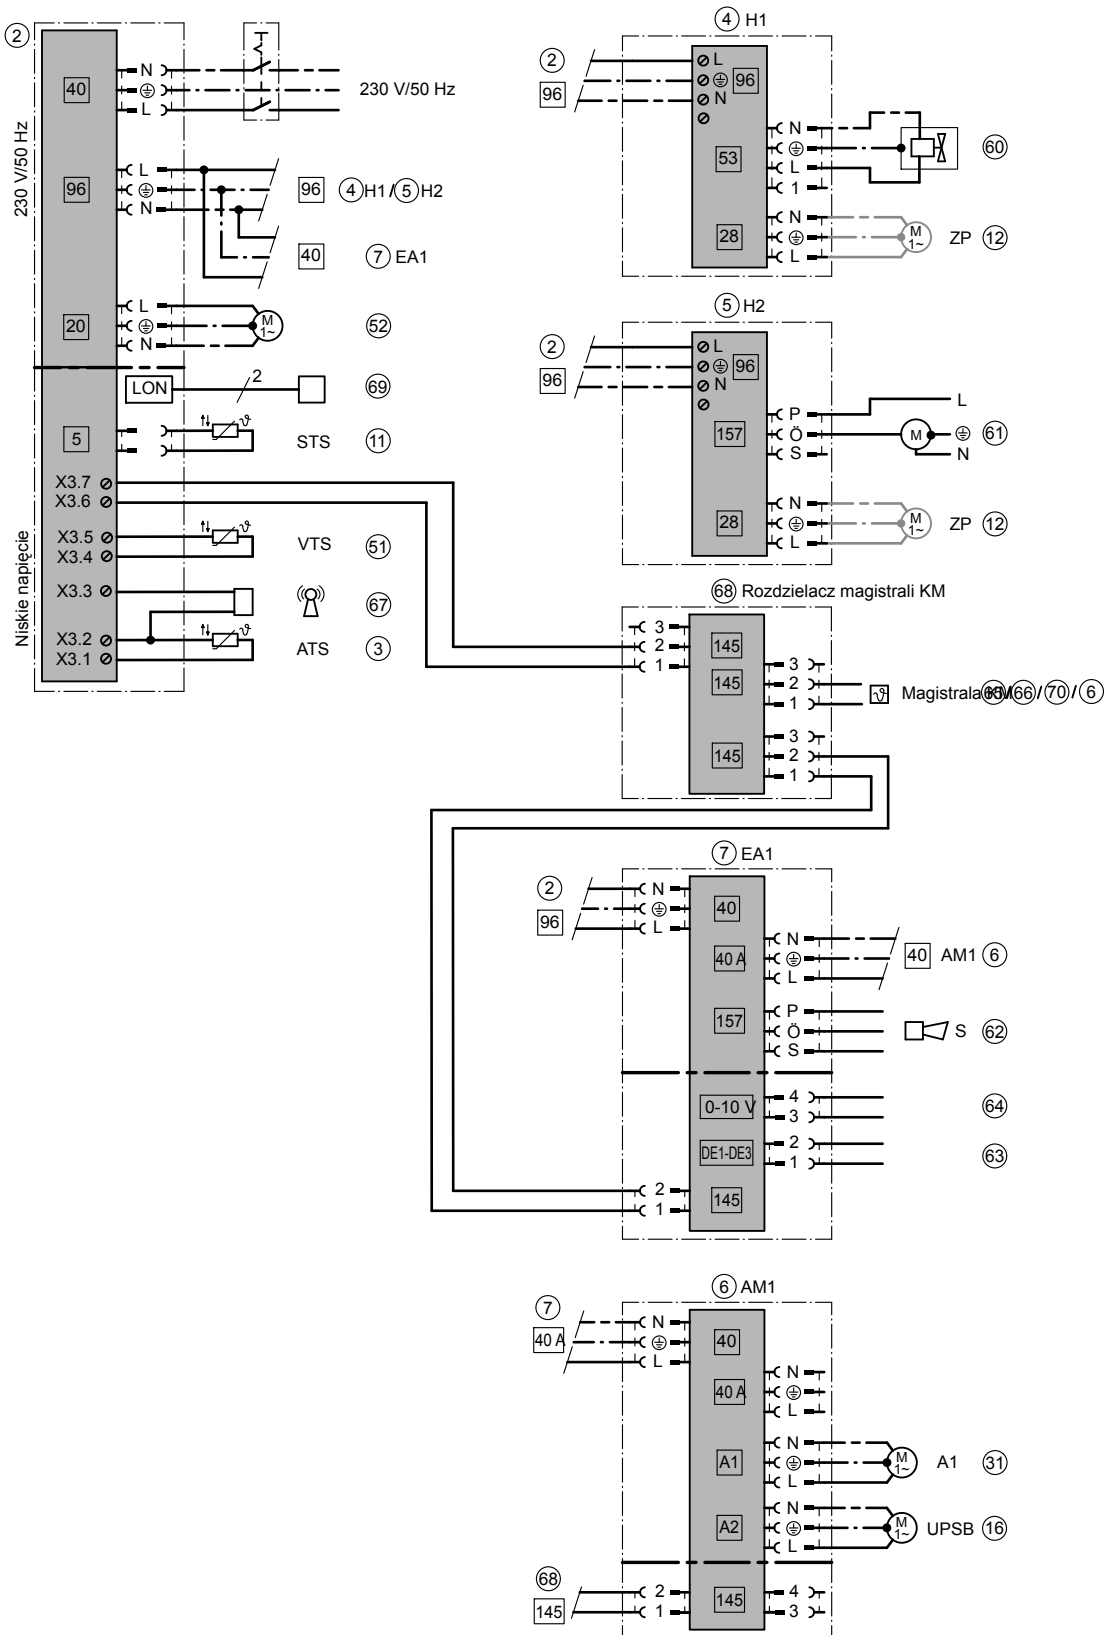 2
230 V/50 Hz
40
N
L
230 V/50 Hz
96
L
N
96 4 H1/ 5 H2
40 7 EA1
20
L
N
M 1~
52
LON
2
69
5
STS 11
Niskie napięcie
X3.7
X3.6
X3.5
X3.4
VTS 51
X3.3
67
X3.2
X3.1
ATS 3
4 H1
2
96
L
N
96
53
N
L
1
60
28
N
L
M 1~
ZP 12
5 H2
2
96
L
N
96
157
P
Ö
S
M
L
N
61
28
N
L
M 1~
ZP 12
68 Rozdzielacz magistrali KM
3
2
1
145
145
3
2
1
ϑ Magistrala KM 65/66/70/6
145
3
2
1
7 EA1
2
96
N
L
40
40 A
N
L
40 AM1 6
157
P
Ö
S
S 62
0-10 V
4
3
64
DE1-DE3
2
1
63
2
1
145
6 AM1
7
40 A
N
L
40
40 A
N
L
A1
N
L
M 1~
A1 31
A2
N
L
M 1~
UPSB 16
68
145
2
1
145
4
3